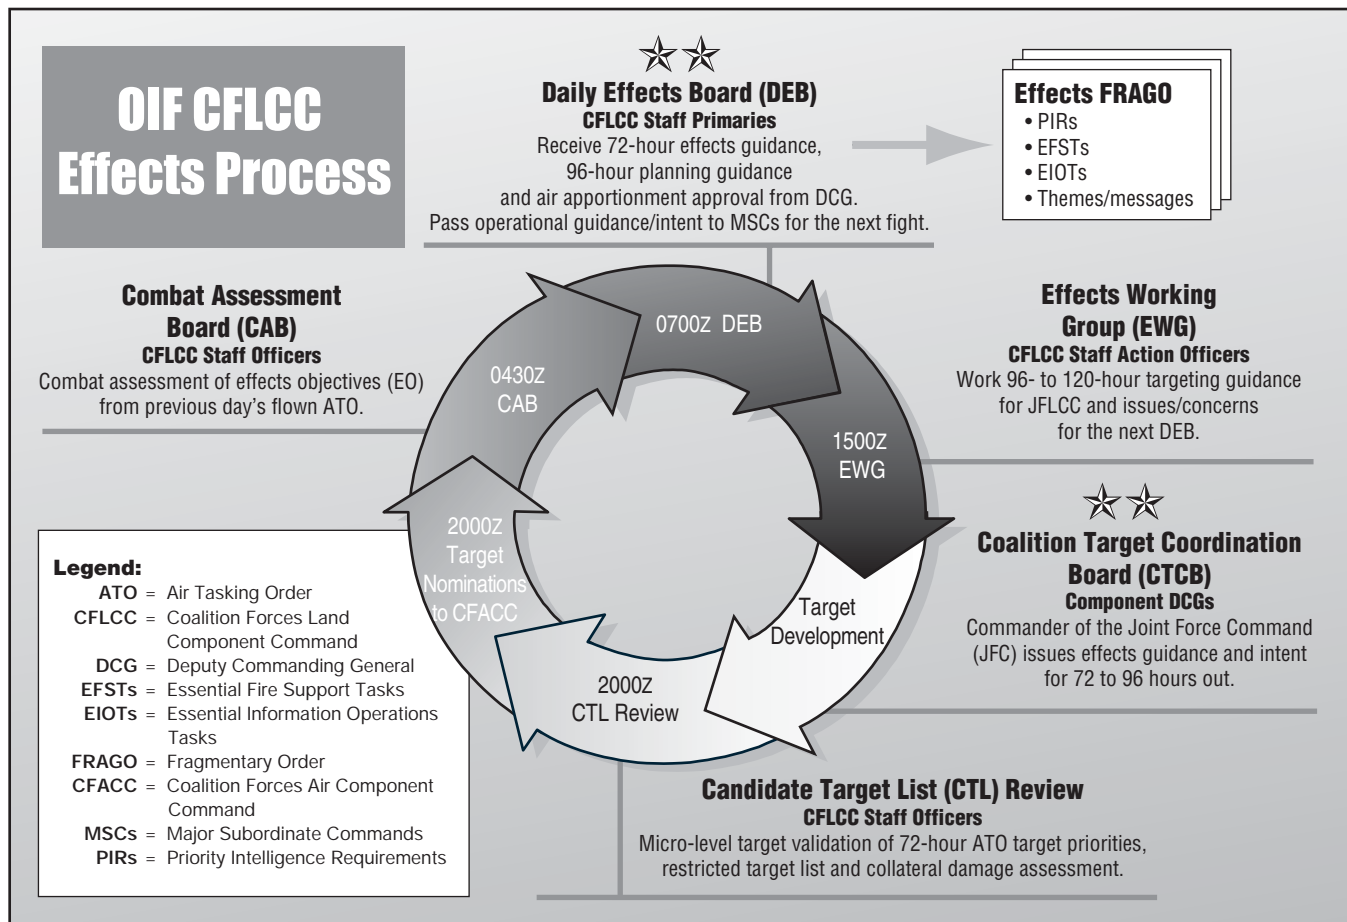 OIF CFLCC
Effects Process
Daily Effects Board (DEB)
CFLCC Staff Primaries
Receive 72-hour effects guidance,
96-hour planning guidance
and air apportionment approval from DCG.
Pass operational guidance/intent to MSCs for the next fight.
Effects FRAGO
• PIRs
• EFSTs
• EIOTs
• Themes/messages
Combat Assessment
Board (CAB)
CFLCC Staff Officers
Combat assessment of effects objectives (EO)
from previous day's flown ATO.
Effects Working
Group (EWG)
CFLCC Staff Action Officers
Work 96- to 120-hour targeting guidance
for JFLCC and issues/concerns
for the next DEB.
0700Z DEB
0430Z
CAB
1500Z
EWG
2000Z
Target
Nominations
to CFACC
Target
Development
2000Z
CTL Review
Coalition Target Coordination
Board (CTCB)
Component DCGs
Commander of the Joint Force Command
(JFC) issues effects guidance and intent
for 72 to 96 hours out.
Legend:
ATO = Air Tasking Order
CFLCC = Coalition Forces Land
Component Command
DCG = Deputy Commanding General
EFSTs = Essential Fire Support Tasks
EIOTs = Essential Information Operations
Tasks
FRAGO = Fragmentary Order
CFACC = Coalition Forces Air Component
Command
MSCs = Major Subordinate Commands
PIRs = Priority Intelligence Requirements
Candidate Target List (CTL) Review
CFLCC Staff Officers
Micro-level target validation of 72-hour ATO target priorities,
restricted target list and collateral damage assessment.